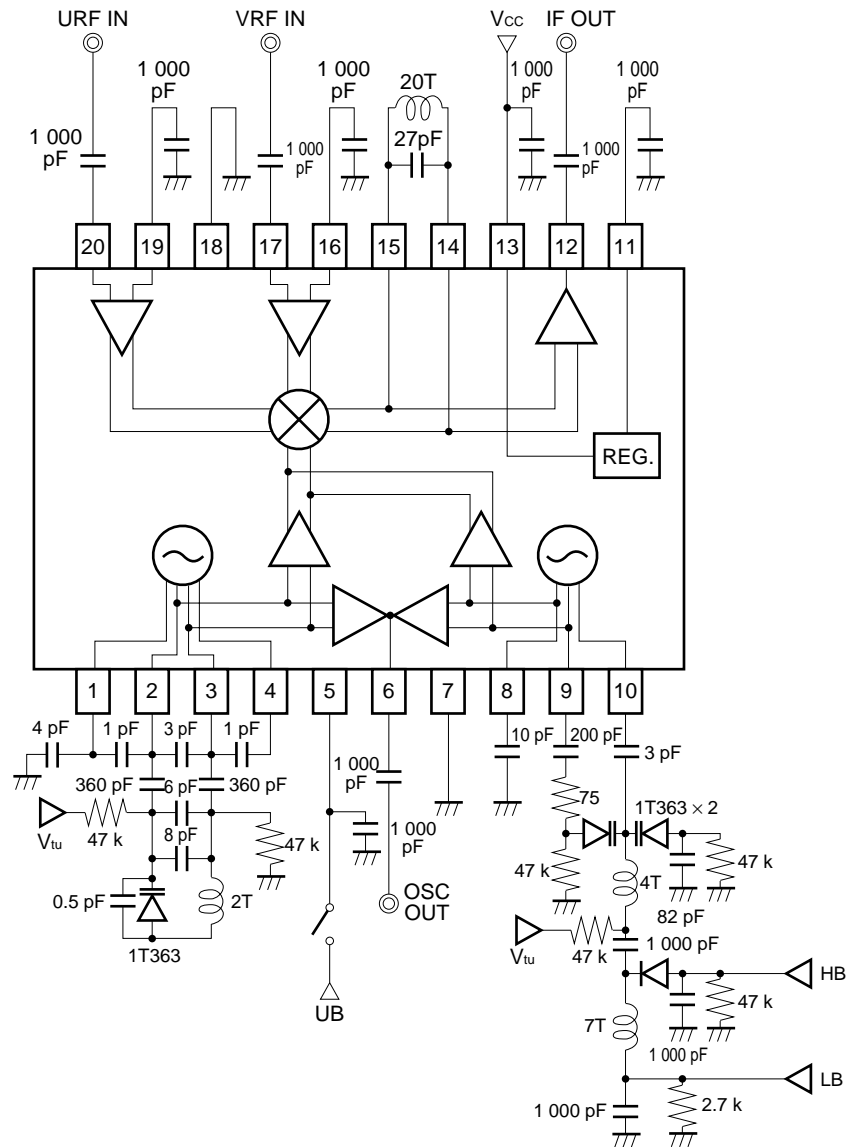 URF IN
VRF IN
VCC
IF OUT
1 000
pF
1 000
pF
20T
1 000
pF
1 000
pF
1 000
pF
1 000
pF
27pF
1 000
pF
20
19
18
17
16
15
14
13
12
11
REG.
1
2
3
4
5
6
7
8
9
10
4 pF
1 pF
3 pF
1 pF
10 pF
200 pF
3 pF
360 pF
6 pF
360 pF
1 000
pF
75
1T363 × 2
Vtu
47 k
8 pF
47 k
1 000
pF
47 k
47 k
4T
0.5 pF
2T
OSC
OUT
82 pF
1T363
Vtu
47 k
1 000 pF
HB
UB
47 k
7T
1 000 pF
LB
1 000 pF
2.7 k